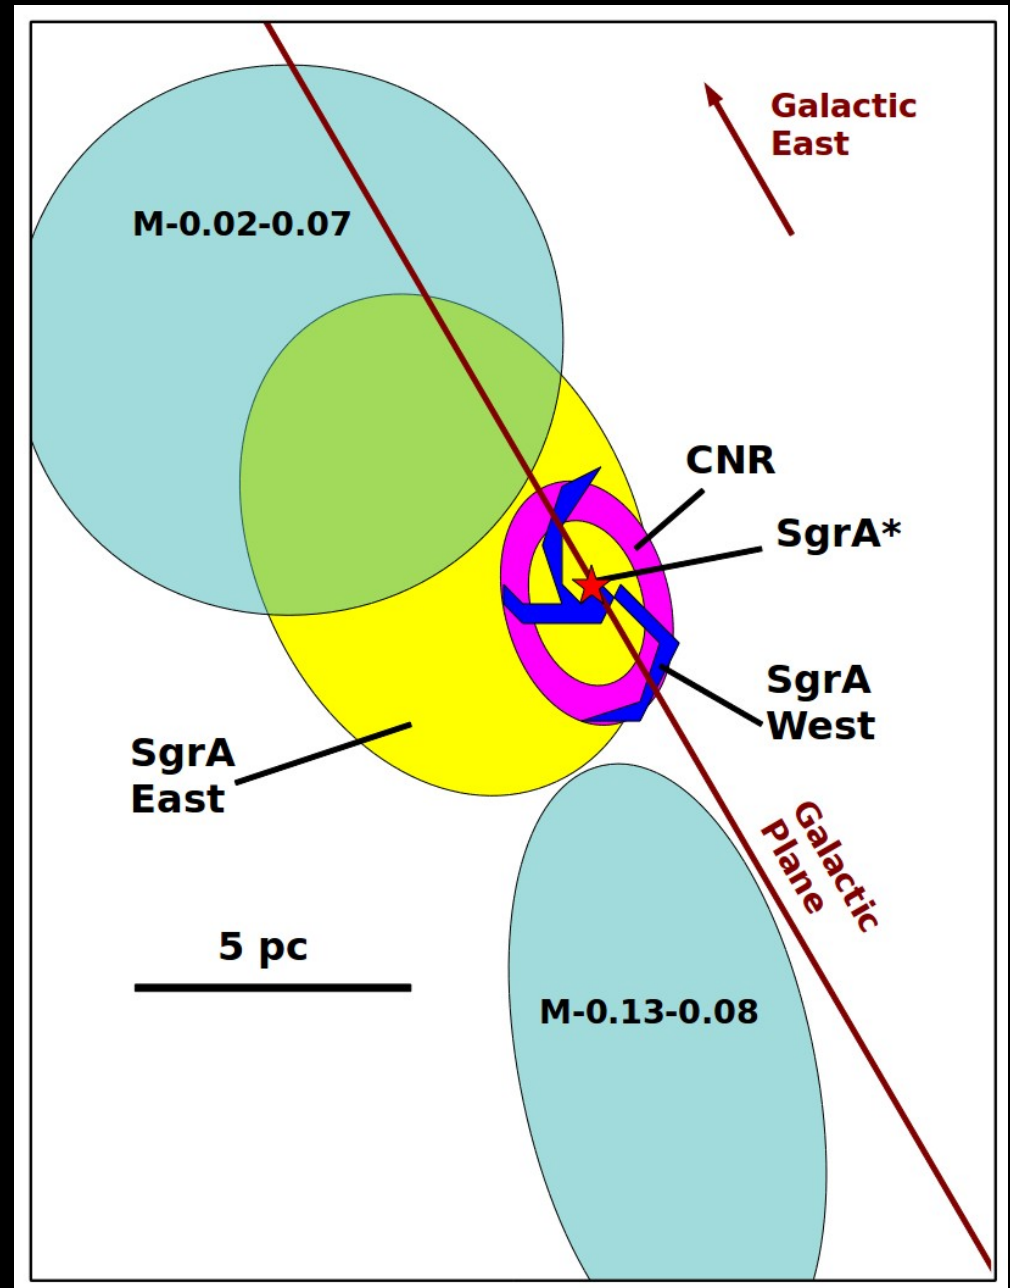 Galactic
East
M-0.02-0.07
CNR
SgrA*
SgrA
West
SgrA
East
Galactic
Plane
5 pc
M-0.13-0.08